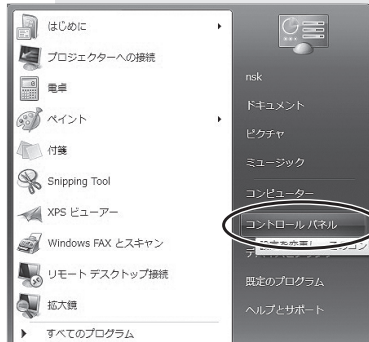 はじめに
プロジェクターへの接続
電卓
ペイント
付箋
Snipping Tool
XPS ビューアー
Windows FAX とスキャン
リモート デスクトップ接続
拡大鏡
すべてのプログラム
nsk
ドキュメント
ピクチャ
ミュージック
コンピューター
コントロール パネル
既定のプログラム
ヘルプとサポート